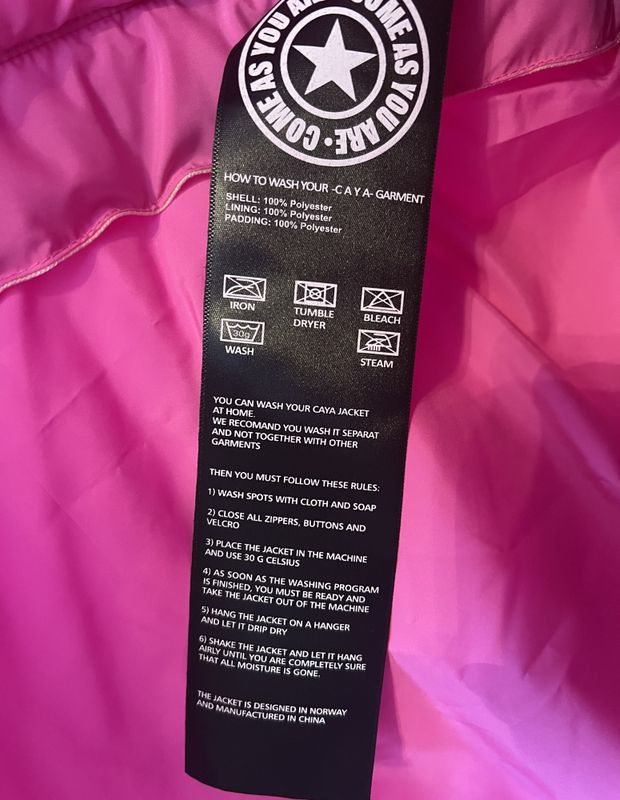 COME AS YOU ARE • COME AS YOU ARE
HOW TO WASH YOUR -C A Y A- GARMENT
SHELL: 100% Polyester
LINING: 100% Polyester
PADDING: 100% Polyester
IRON
TUMBLE
DRYER
BLEACH
30g
WASH
STEAM
YOU CAN WASH YOUR CAYA JACKET
AT HOME.
WE RECOMAND YOU WASH IT SEPARAT
AND NOT TOGETHER WITH OTHER
GARMENTS
THEN YOU MUST FOLLOW THESE RULES:
1) WASH SPOTS WITH CLOTH AND SOAP
2) CLOSE ALL ZIPPERS, BUTTONS AND
VELCRO
3) PLACE THE JACKET IN THE MACHINE
AND USE 30 G CELSIUS
4) AS SOON AS THE WASHING PROGRAM
IS FINISHED, YOU MUST BE READY AND
TAKE THE JACKET OUT OF THE MACHINE
5) HANG THE JACKET ON A HANGER
AND LET IT DRIP DRY
6) SHAKE THE JACKET AND LET IT HANG
AIRLY UNTIL YOU ARE COMPLETELY SURE
THAT ALL MOISTURE IS GONE.
THE JACKET IS DESIGNED IN NORWAY
AND MANUFACTURED IN CHINA